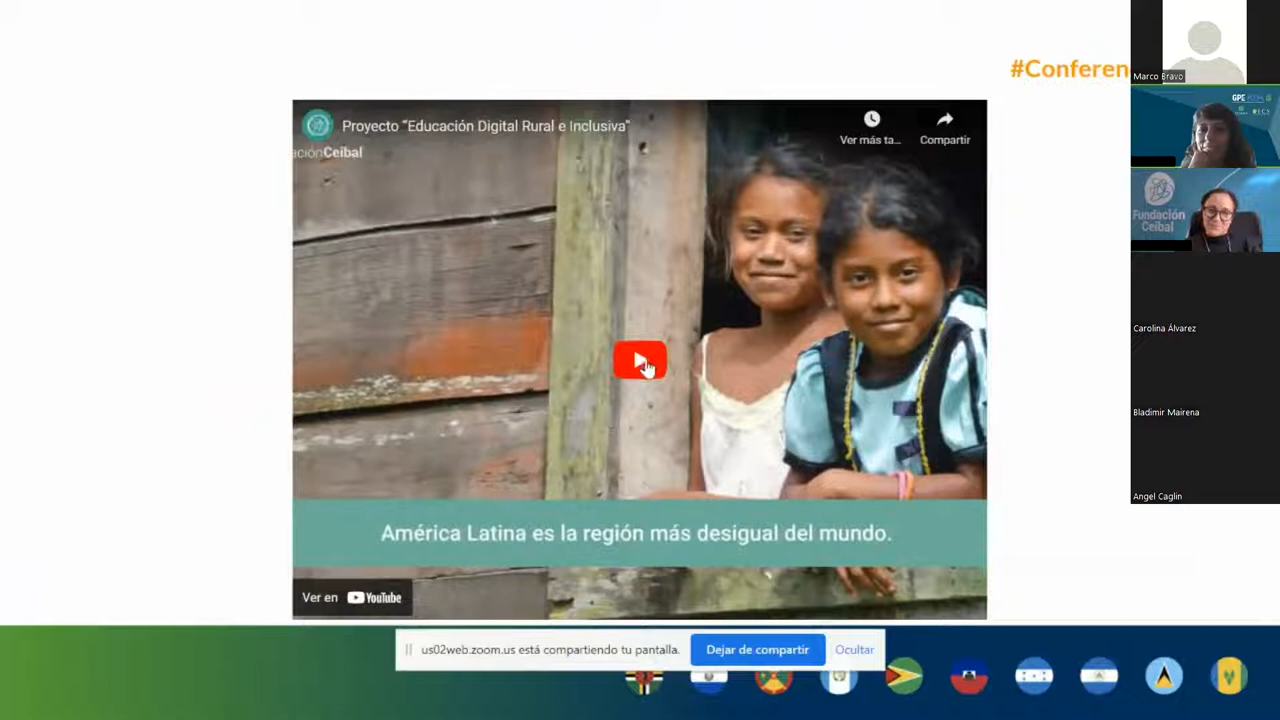 #Conferen
Proyecto "Educación Digital Rural e Inclusiva"
aciónCeibal
Ver más ta...
Compartir
América Latina es la región más desigual del mundo.
Ver en YouTube
us02web.zoom.us está compartiendo tu pantalla.
Dejar de compartir
Ocultar
Marco Bravo
GPE
Fundación
Ceibal
Carolina Álvarez
Bladimir Mairena
Angel Caglin